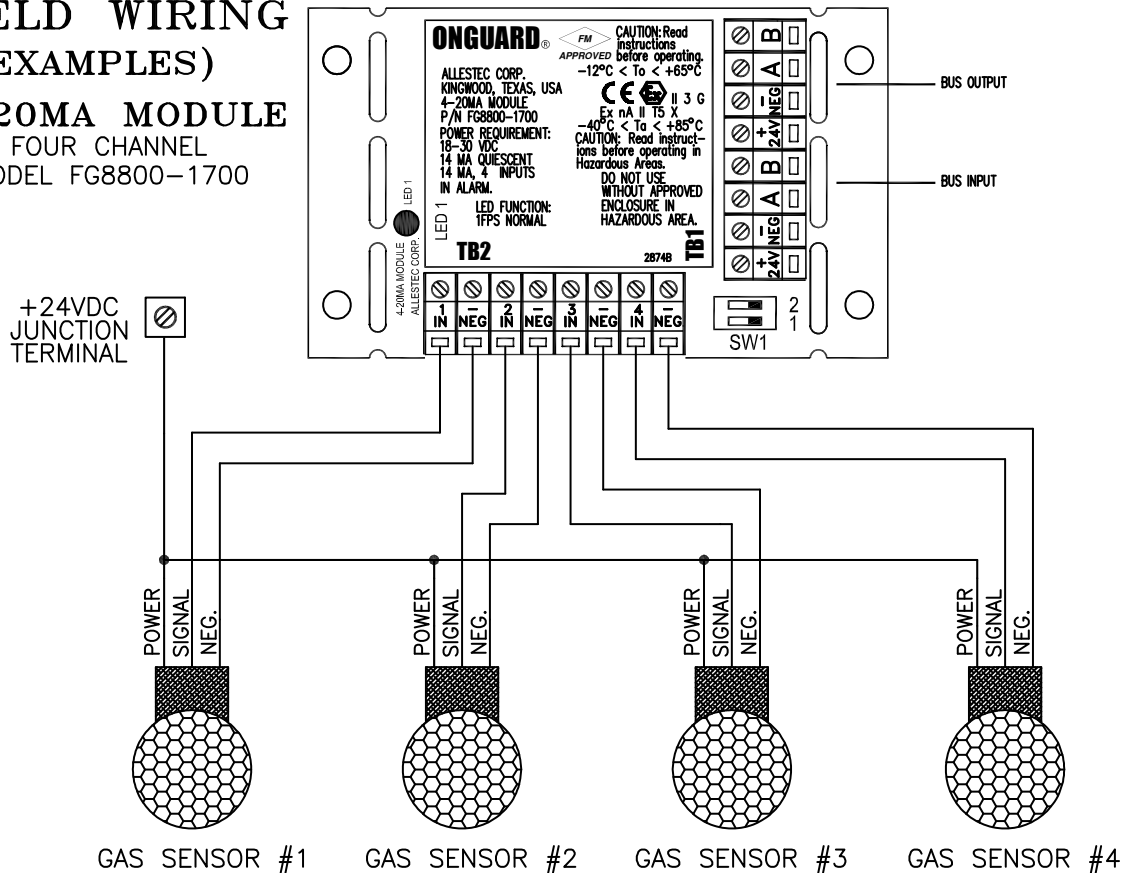 ELD WIRING
EXAMPLES)
20MA MODULE
FOUR CHANNEL
ODEL FG8800-1700
ONGUARD®
FM
APPROVED
CAUTION: Read
instructions
before operating.
-12°C < Ta < +65°C
ALLESTEC CORP.
KINGWOOD, TEXAS, USA
4-20MA MODULE
P/N FG8800-1700
POWER REQUIREMENT:
18-30 VDC
14 MA QUIESCENT
14 MA, 4 INPUTS
IN ALARM.
LED FUNCTION:
1FPS NORMAL
CE Ex II 3 G
Ex nA II T5 X
-40°C < Ta < +85°C
CAUTION: Read instruct-
ions before operating in
Hazardous Areas.
DO NOT USE
WITHOUT APPROVED
ENCLOSURE IN
HAZARDOUS AREA.
LED 1
LED 1
4-20MA MODULE
ALLESTEC CORP.
TB2
2874B
TB1
B
A
- NEG
+ 24V
B
A
- NEG
+ 24V
BUS OUTPUT
BUS INPUT
1 IN
- NEG
2 IN
- NEG
3 IN
- NEG
4 IN
- NEG
2
1
SW1
+24VDC
JUNCTION
TERMINAL
POWER
SIGNAL
NEG.
POWER
SIGNAL
NEG.
POWER
SIGNAL
NEG.
POWER
SIGNAL
NEG.
GAS SENSOR #1
GAS SENSOR #2
GAS SENSOR #3
GAS SENSOR #4